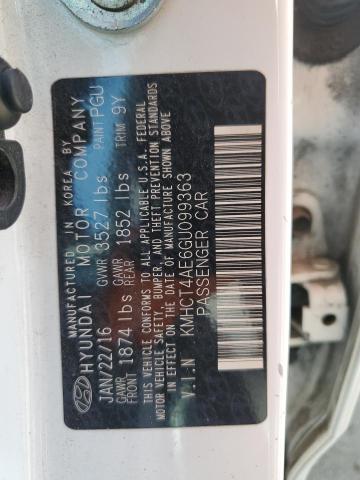 MANUFACTURED IN KOREA BY
HYUNDAI MOTOR COMPANY
JAN/22/16 GVWR 3527 lbs PAINT PGU
GAWR FRONT 1874 lbs GAWR REAR 1852 lbs TRIM 9Y
THIS VEHICLE CONFORMS TO ALL APPLICABLE U.S.A. FEDERAL
MOTOR VEHICLE SAFETY, BUMPER, AND THEFT PREVENTION STANDARDS
IN EFFECT ON THE DATE OF MANUFACTURE SHOWN ABOVE
V.I.N KMHCT4AE6GU099363
PASSENGER CAR